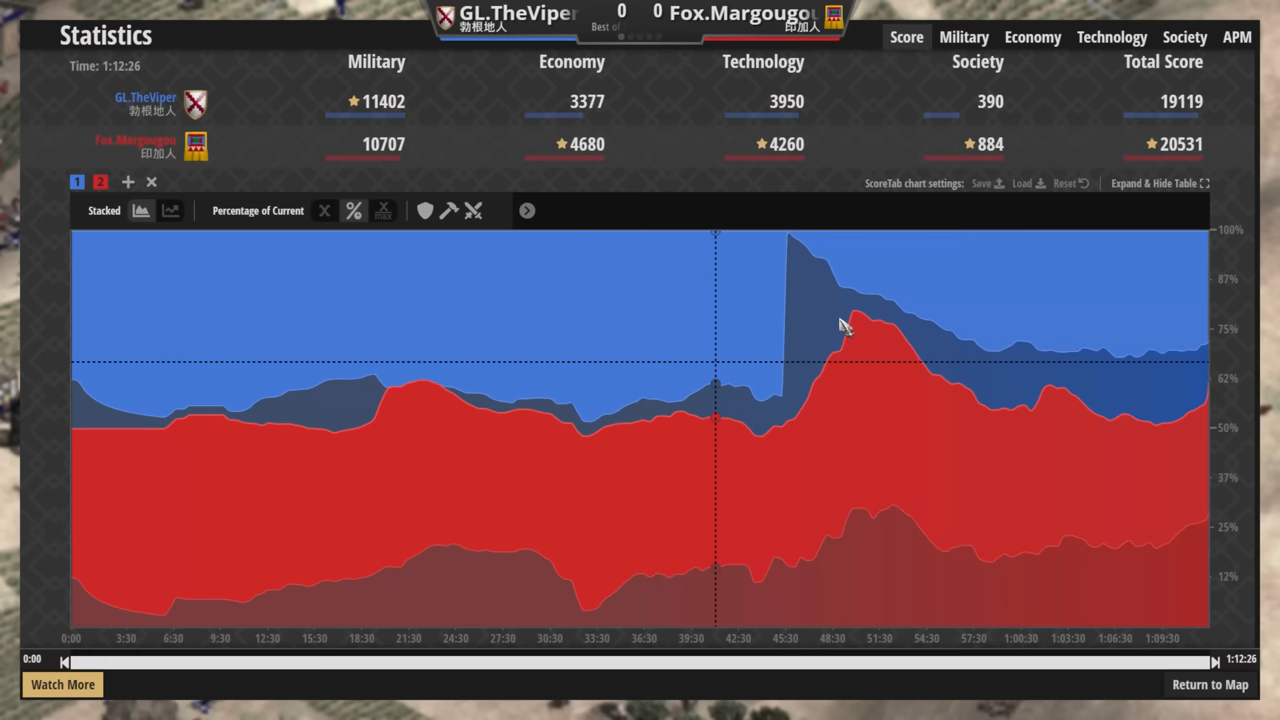 GL.TheViper 0 0 Fox.Margougou
勃根地人 Best of 印加人
Statistics
Score Military Economy Technology Society APM
Time: 1:12:26 Military Economy Technology Society Total Score
GL.TheViper 11402 3377 3950 390 19119
勃根地人
Fox.Margougou 10707 4680 4260 884 20531
印加人
1 2 ScoreTab chart settings: Save Load Reset Expand & Hide Table
Stacked Percentage of Current X % X MAX
100%
87%
75%
62%
50%
37%
25%
12%
0:00 3:30 6:30 9:30 12:30 15:30 18:30 21:30 24:30 27:30 30:30 33:30 36:30 39:30 42:30 45:30 48:30 51:30 54:30 57:30 1:00:30 1:03:30 1:06:30 1:09:30
0:00 1:12:26
Watch More Return to Map